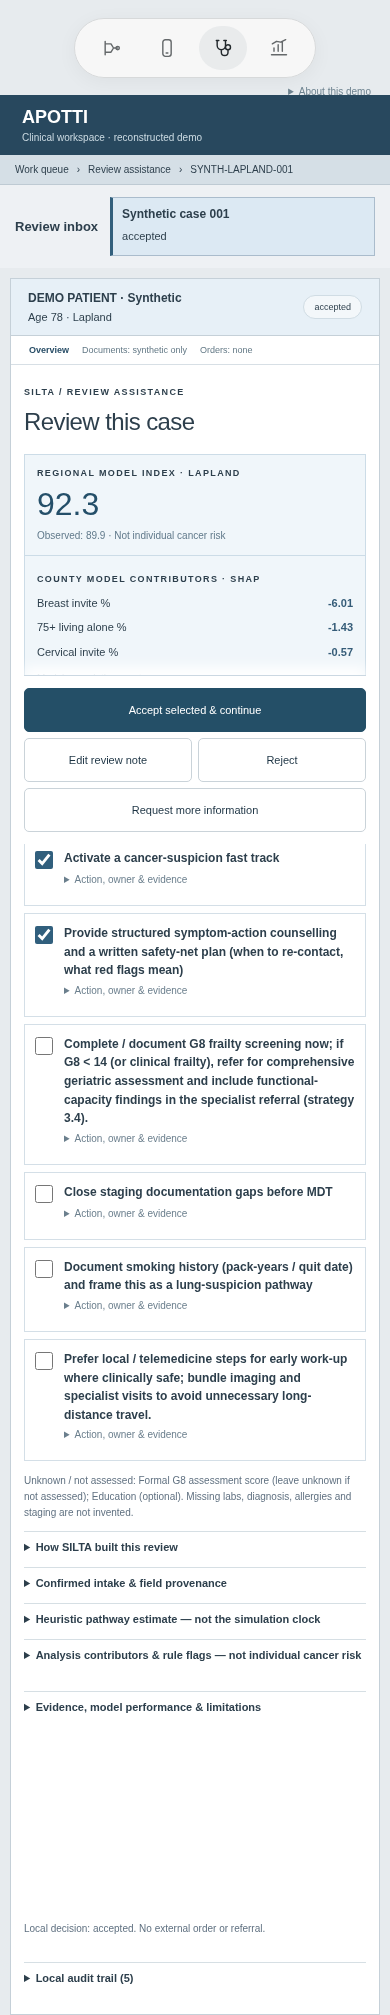 About this demo
APOTTI
Clinical workspace · reconstructed demo
Work queue › Review assistance › SYNTH-LAPLAND-001
Review inbox
Synthetic case 001
accepted
DEMO PATIENT · Synthetic
Age 78 · Lapland
accepted
Overview Documents: synthetic only Orders: none
SILTA / REVIEW ASSISTANCE
Review this case
REGIONAL MODEL INDEX · LAPLAND
92.3
Observed: 89.9 · Not individual cancer risk
COUNTY MODEL CONTRIBUTORS · SHAP
Breast invite % -6.01
75+ living alone % -1.43
Cervical invite % -0.57
Accept selected & continue
Edit review note Reject
Request more information
Activate a cancer-suspicion fast track
Action, owner & evidence
Provide structured symptom-action counselling
and a written safety-net plan (when to re-contact,
what red flags mean)
Action, owner & evidence
Complete / document G8 frailty screening now; if
G8 < 14 (or clinical frailty), refer for comprehensive
geriatric assessment and include functional-
capacity findings in the specialist referral (strategy
3.4).
Action, owner & evidence
Close staging documentation gaps before MDT
Action, owner & evidence
Document smoking history (pack-years / quit date)
and frame this as a lung-suspicion pathway
Action, owner & evidence
Prefer local / telemedicine steps for early work-up
where clinically safe; bundle imaging and
specialist visits to avoid unnecessary long-
distance travel.
Action, owner & evidence
Unknown / not assessed: Formal G8 assessment score (leave unknown if
not assessed); Education (optional). Missing labs, diagnosis, allergies and
staging are not invented.
How SILTA built this review
Confirmed intake & field provenance
Heuristic pathway estimate — not the simulation clock
Analysis contributors & rule flags — not individual cancer risk
Evidence, model performance & limitations
Local decision: accepted. No external order or referral.
Local audit trail (5)